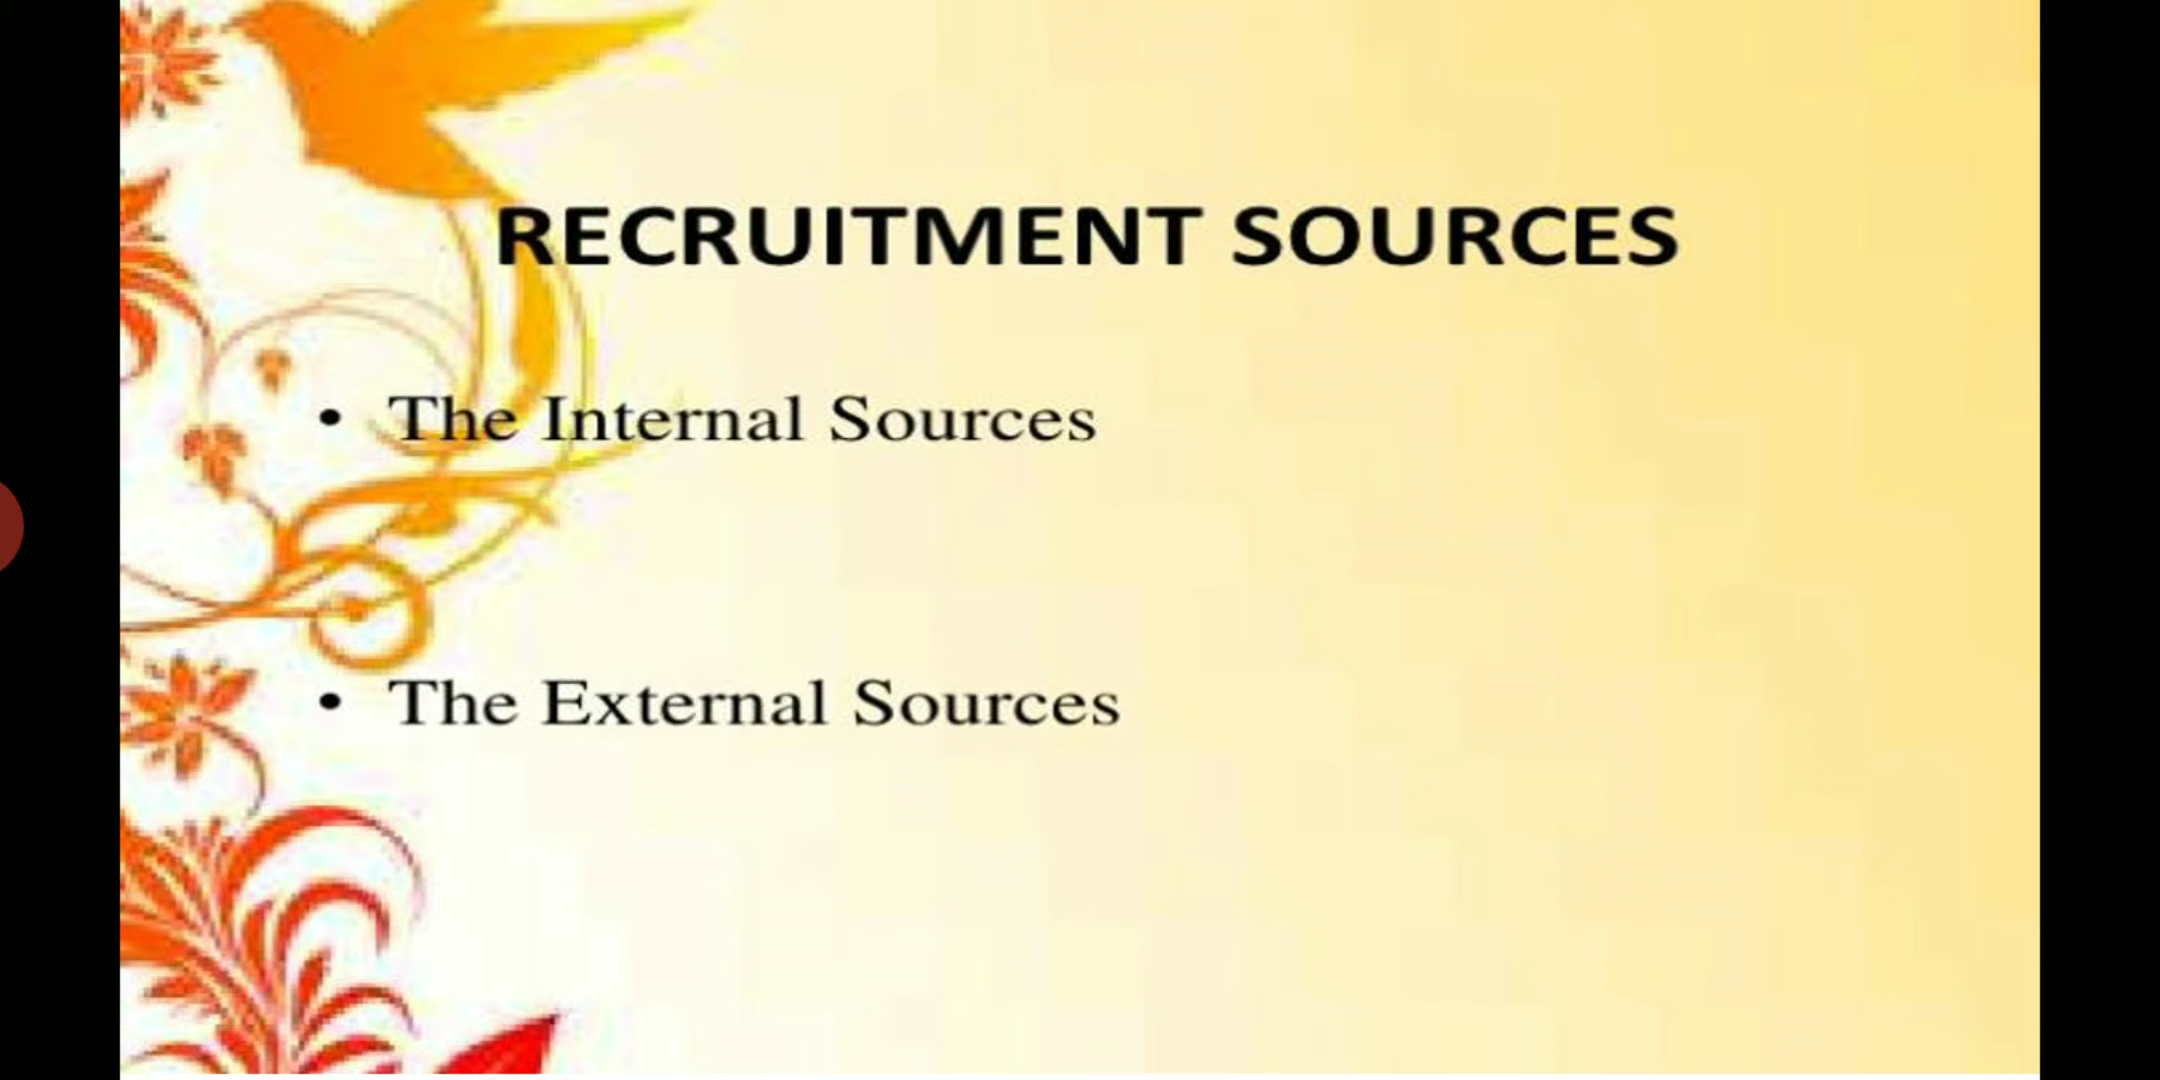 RECRUITMENT SOURCES
• The Internal Sources
• The External Sources